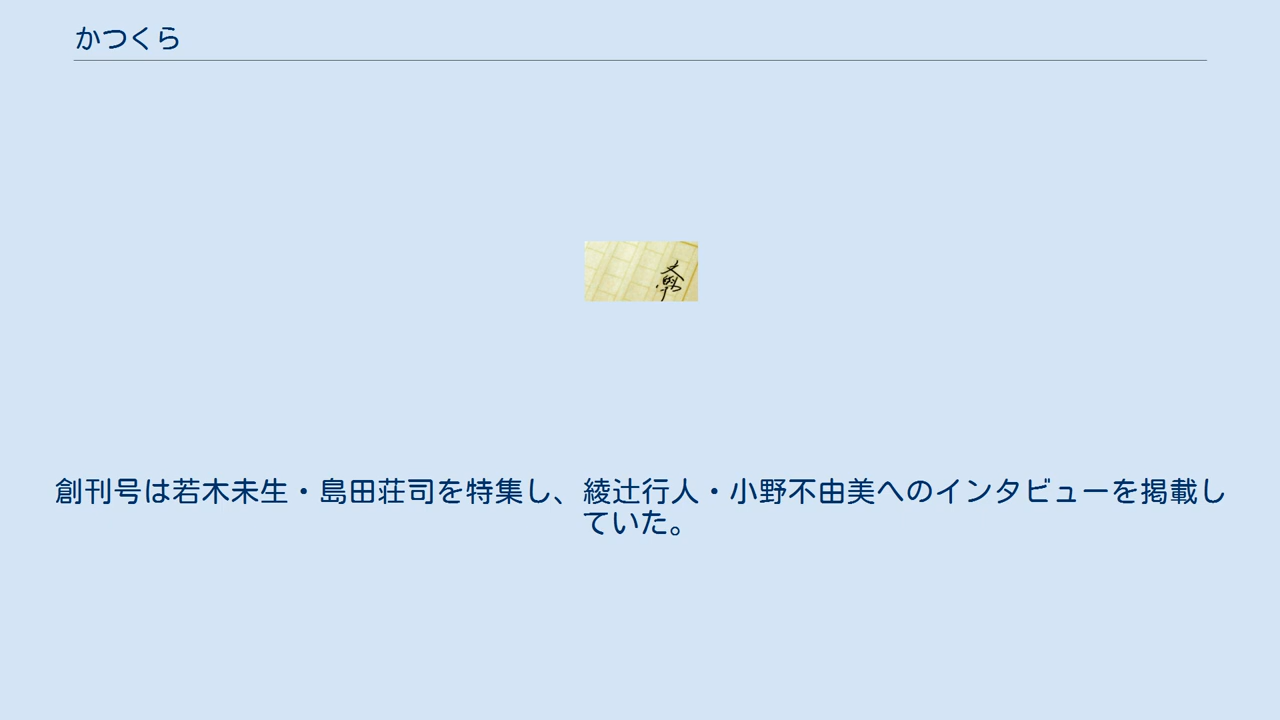 かつくら
創刊号は若木未生・島田荘司を特集し、綾辻行人・小野不由美へのインタビューを掲載し
ていた。